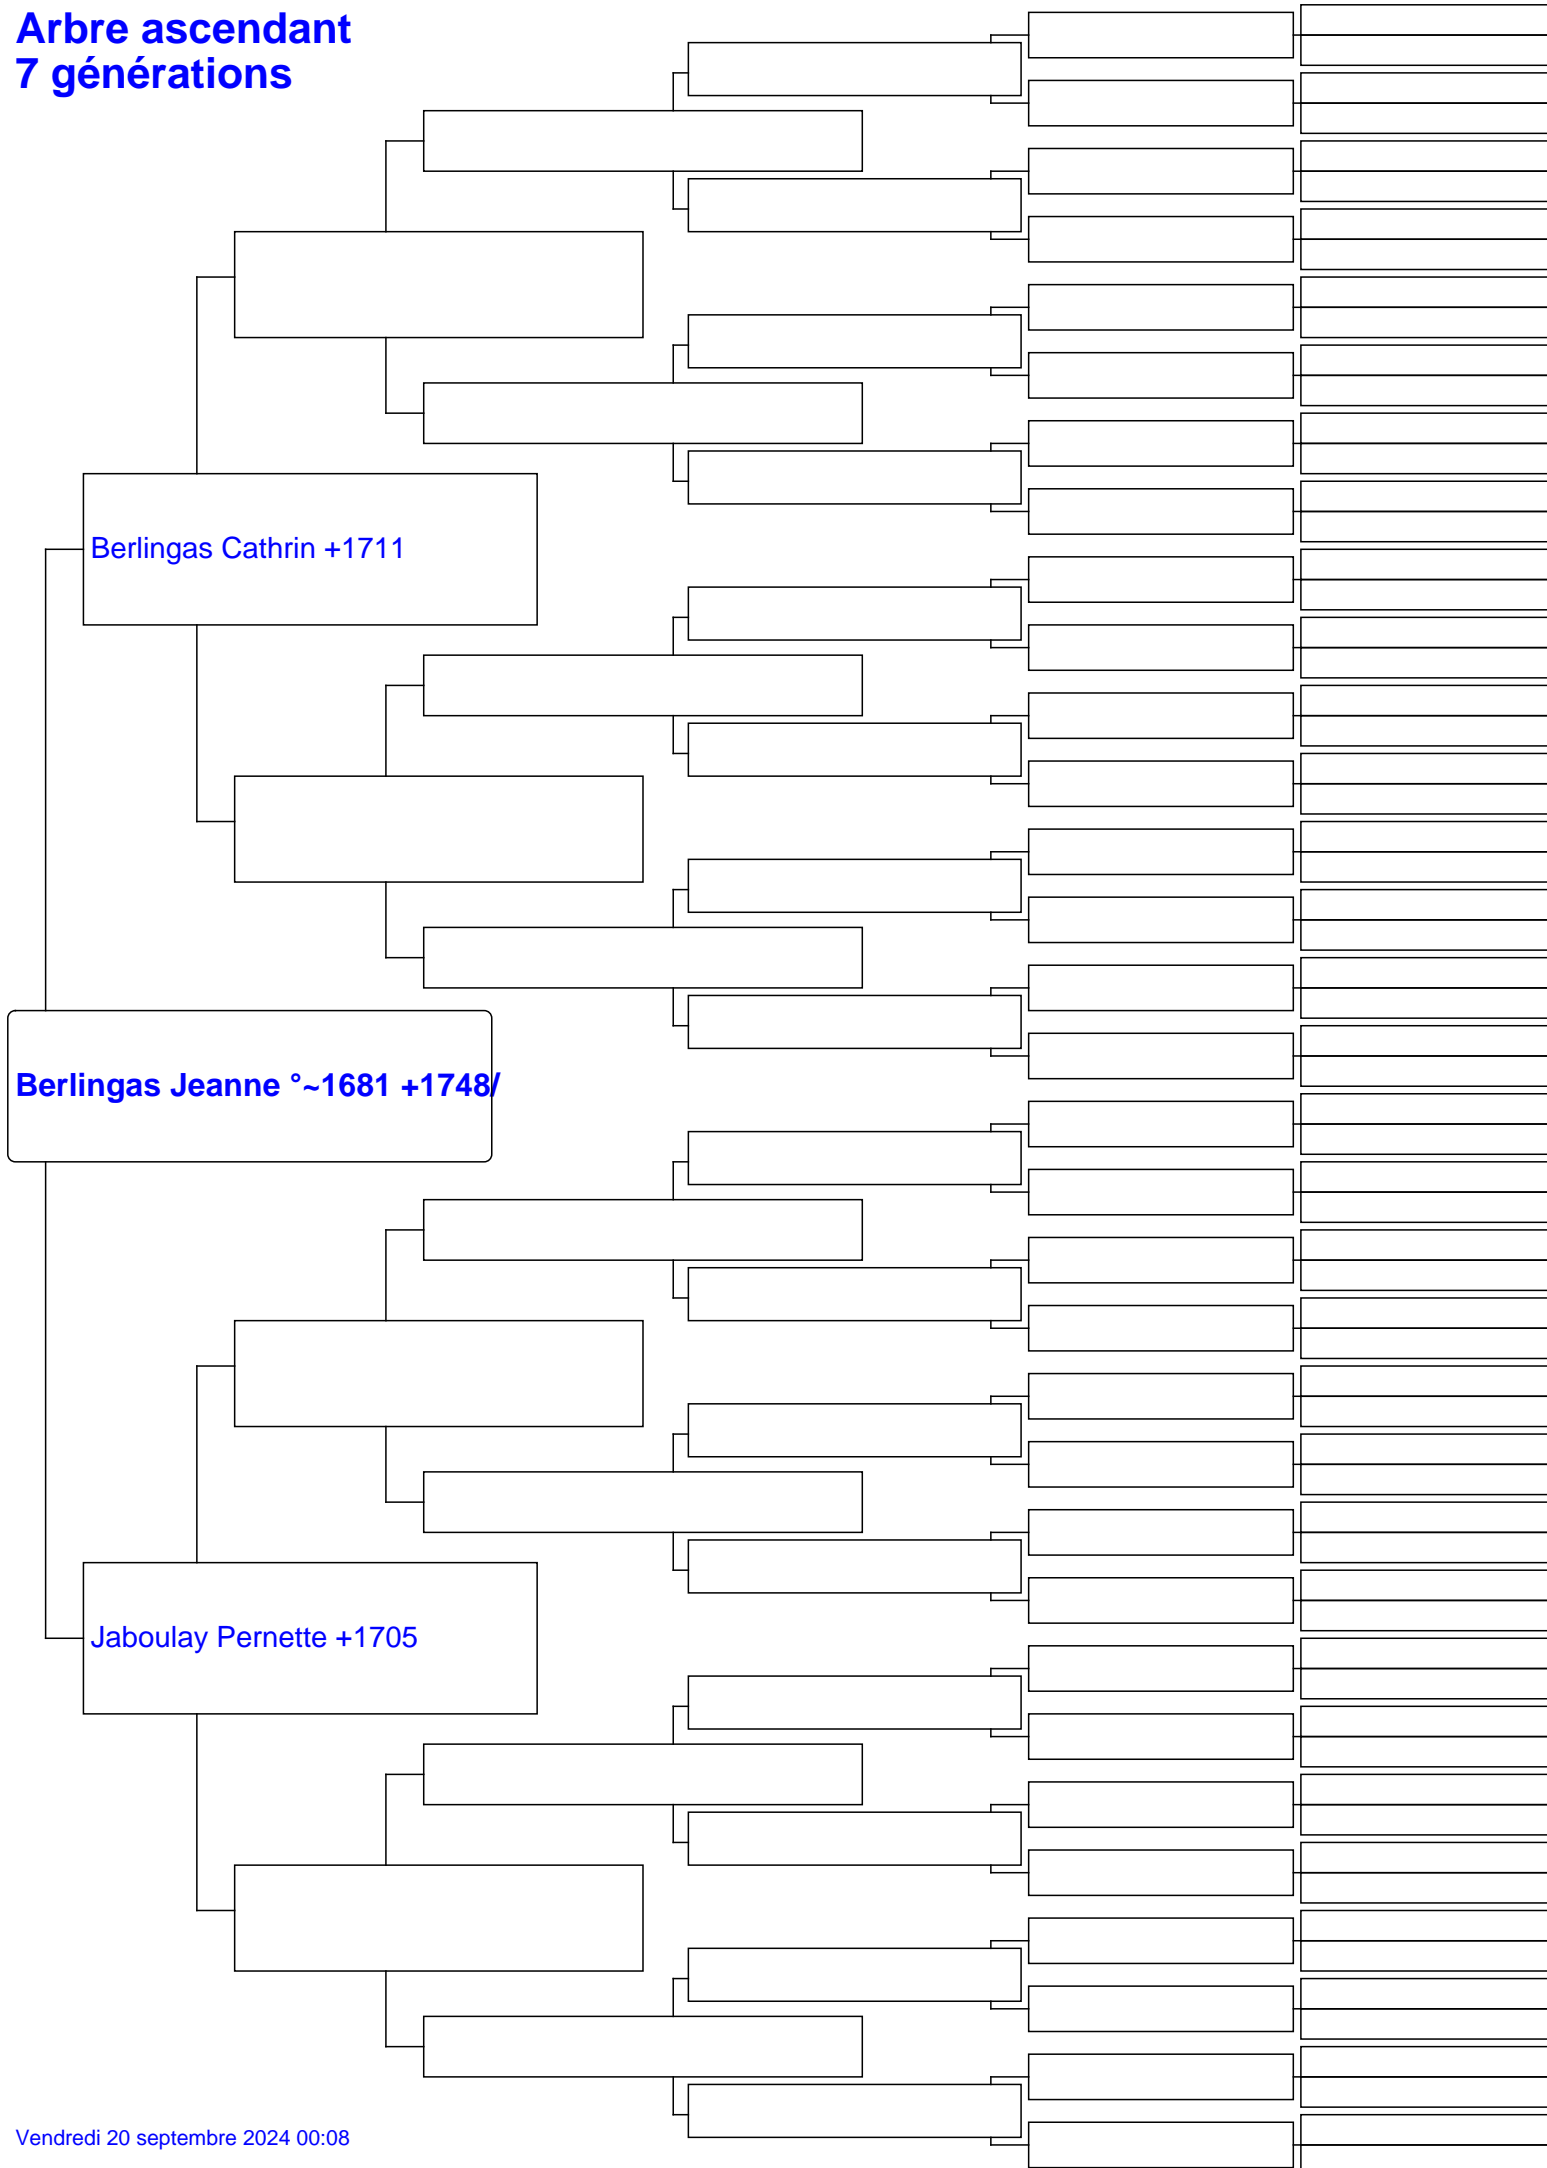 Arbre ascendant
7 générations
Berlingas Cathrin +1711
Berlingas Jeanne °~1681 +1748/
Jaboulay Pernette +1705
Vendredi 20 septembre 2024 00:08